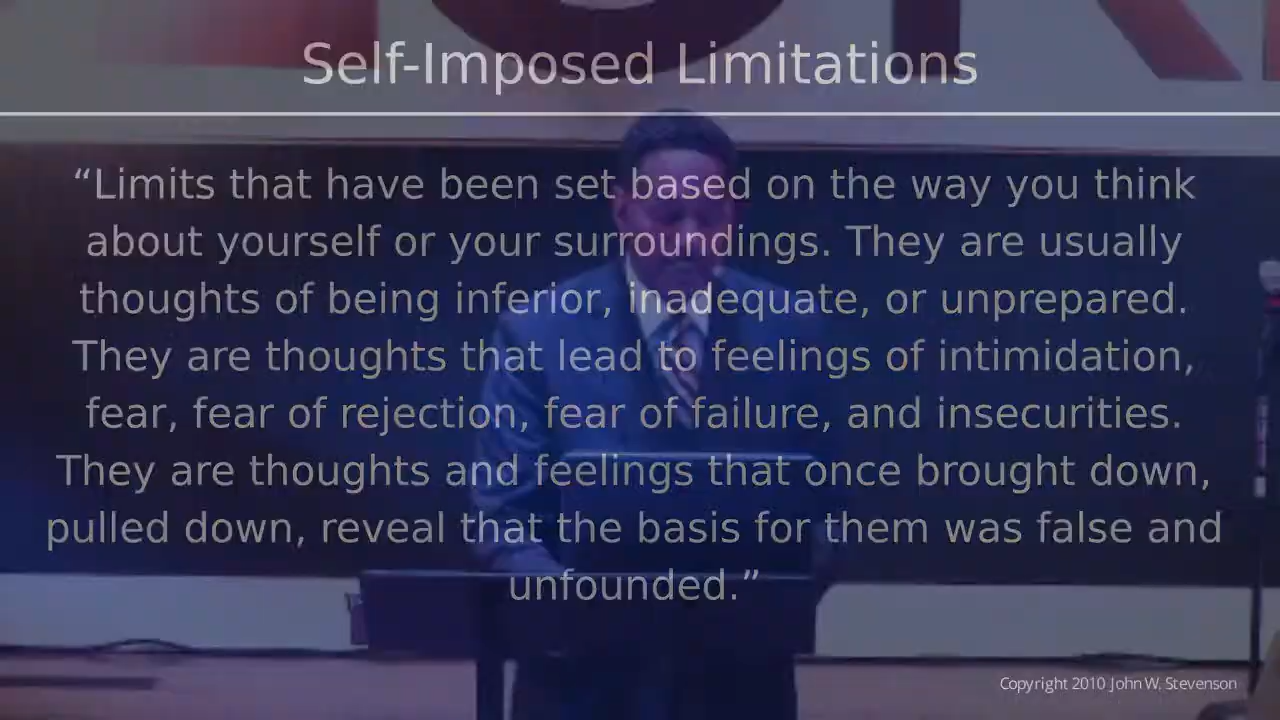 Self-Imposed Limitations
“Limits that have been set based on the way you think
about yourself or your surroundings. They are usually
thoughts of being inferior, inadequate, or unprepared.
They are thoughts that lead to feelings of intimidation,
fear, fear of rejection, fear of failure, and insecurities.
They are thoughts and feelings that once brought down,
pulled down, reveal that the basis for them was false and
unfounded.”
Copyright 2010 John W. Stevenson